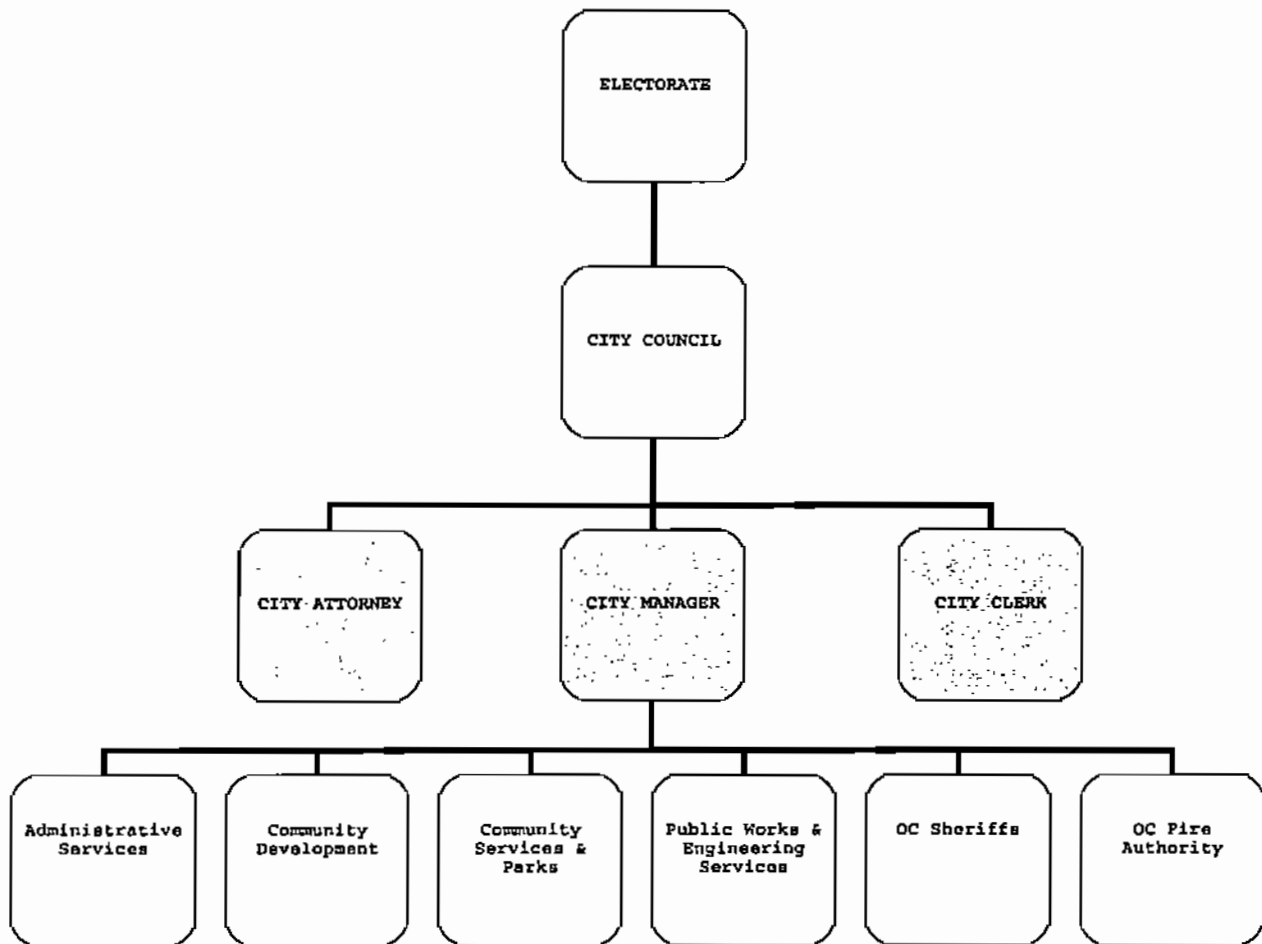 ELECTORATE
CITY COUNCIL
CITY ATTORNEY
CITY MANAGER
CITY CLERK
Administrative
Services
Community
Development
Community
Services &
Parks
Public Works &
Engineering
Services
OC Sheriffs
OC Fire
Authority